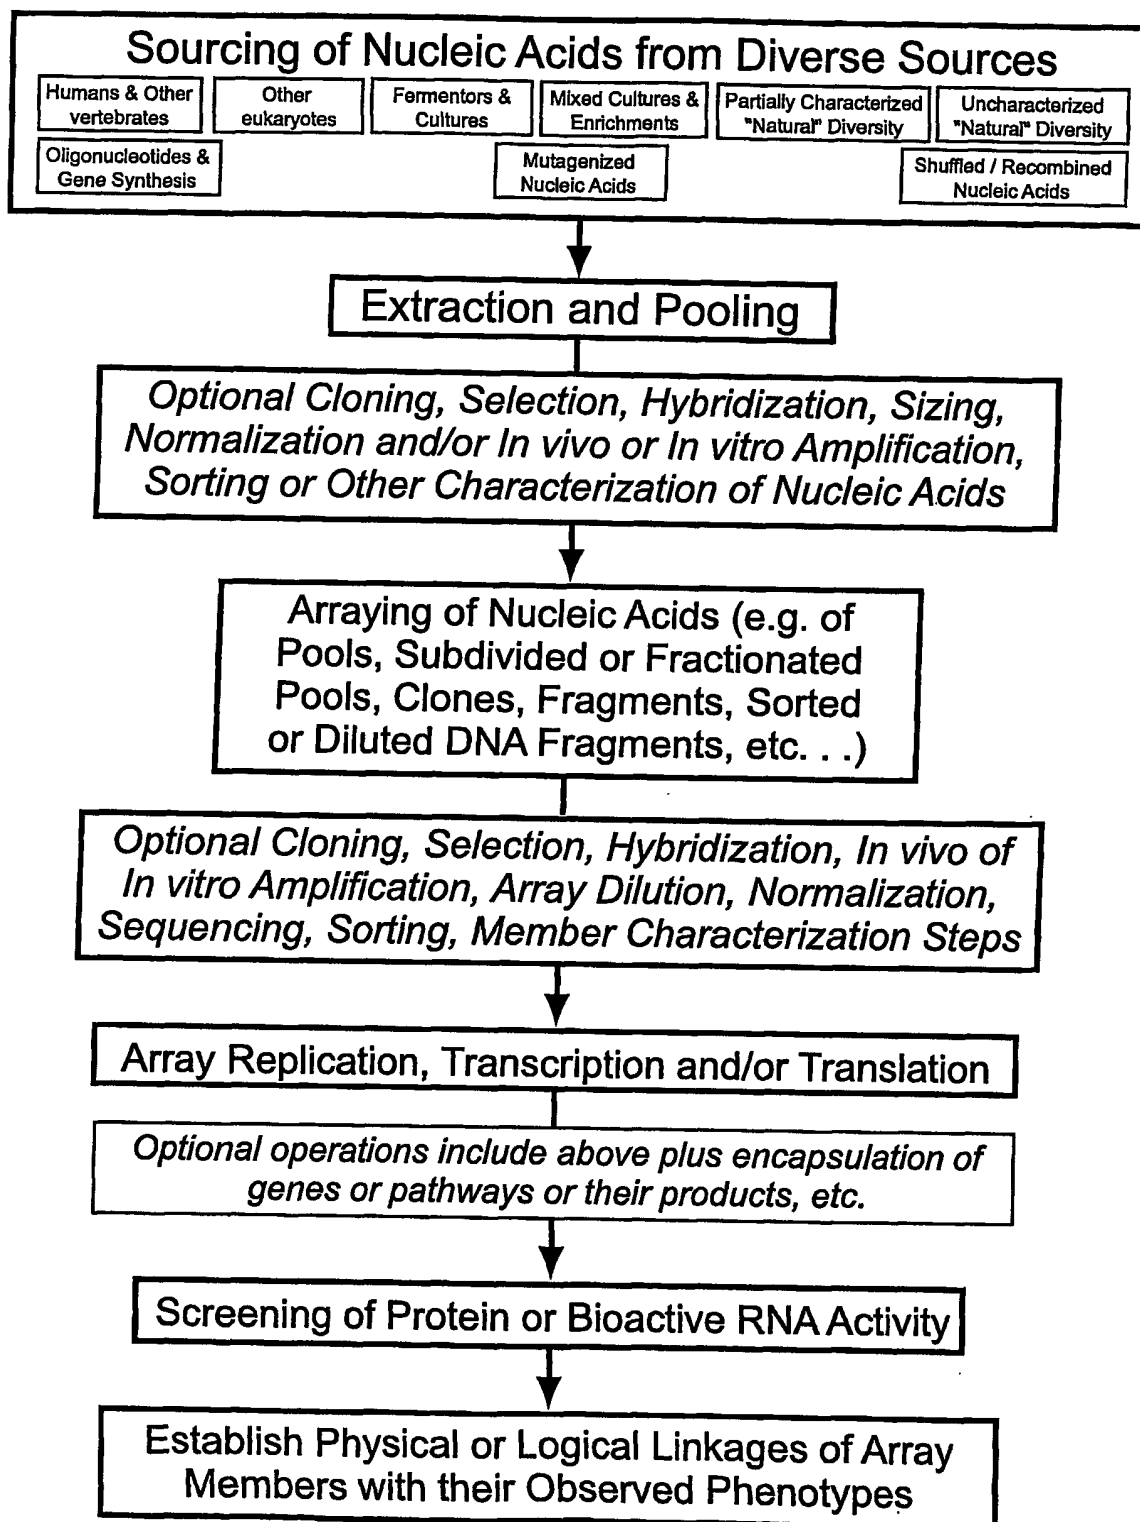 Sourcing of Nucleic Acids from Diverse Sources
Humans & Other
vertebrates
Other
eukaryotes
Fermentors &
Cultures
Mixed Cultures &
Enrichments
Partially Characterized
"Natural" Diversity
Uncharacterized
"Natural" Diversity
Oligonucleotides &
Gene Synthesis
Mutagenized
Nucleic Acids
Shuffled / Recombined
Nucleic Acids
Extraction and Pooling
Optional Cloning, Selection, Hybridization, Sizing,
Normalization and/or In vivo or In vitro Amplification,
Sorting or Other Characterization of Nucleic Acids
Arraying of Nucleic Acids (e.g. of
Pools, Subdivided or Fractionated
Pools, Clones, Fragments, Sorted
or Diluted DNA Fragments, etc. . .)
Optional Cloning, Selection, Hybridization, In vivo of
In vitro Amplification, Array Dilution, Normalization,
Sequencing, Sorting, Member Characterization Steps
Array Replication, Transcription and/or Translation
Optional operations include above plus encapsulation of
genes or pathways or their products, etc.
Screening of Protein or Bioactive RNA Activity
Establish Physical or Logical Linkages of Array
Members with their Observed Phenotypes